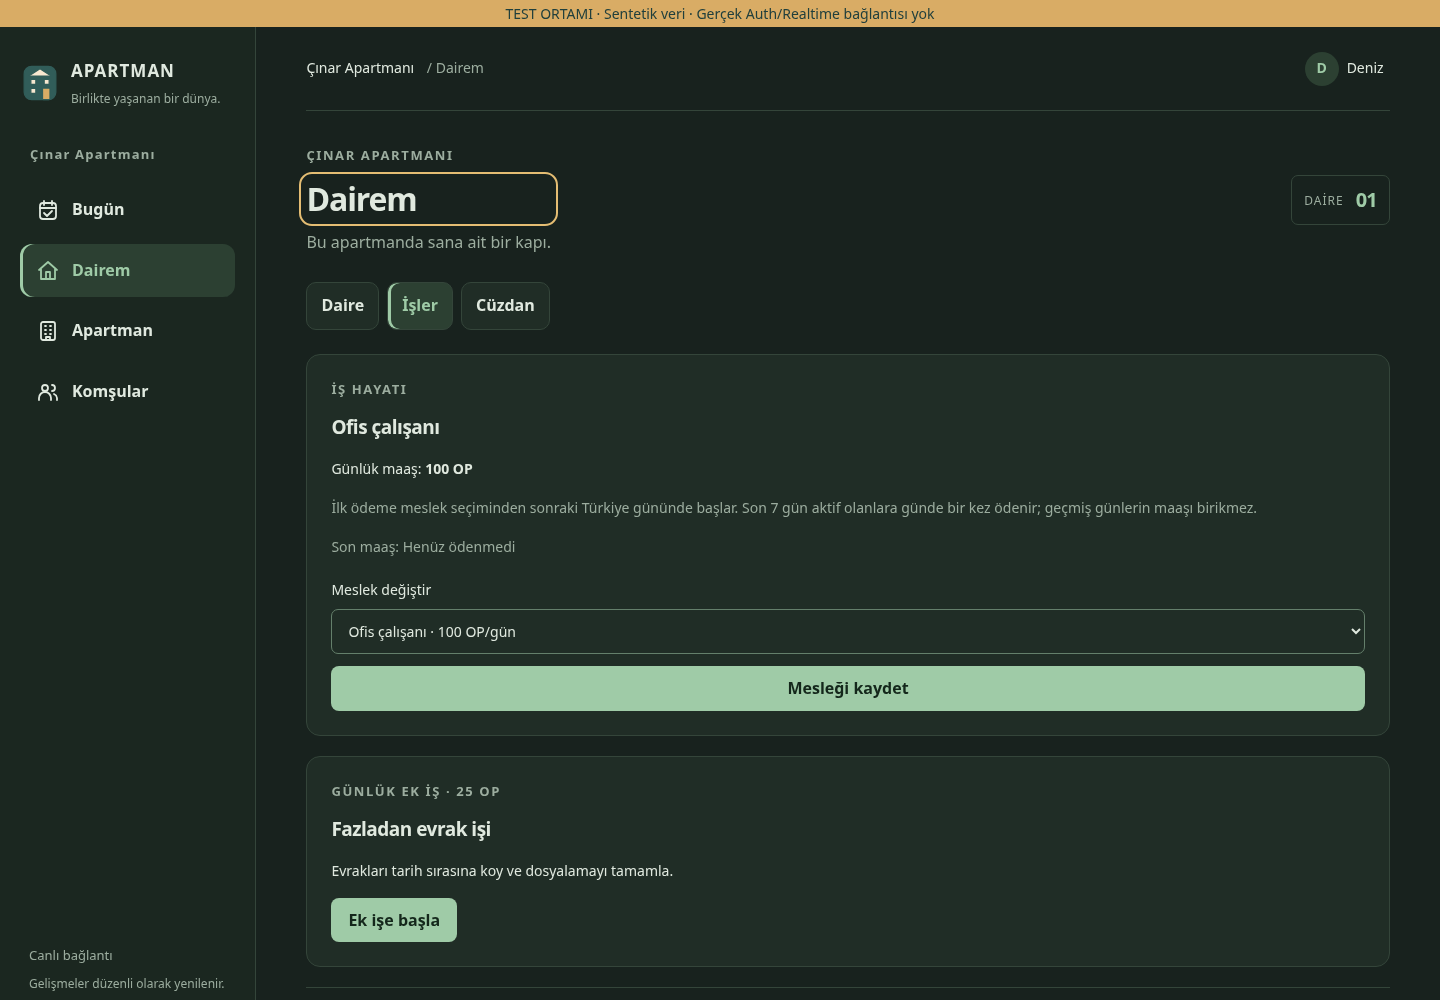 TEST ORTAMI · Sentetik veri · Gerçek Auth/Realtime bağlantısı yok
APARTMAN
Birlikte yaşanan bir dünya.
Çınar Apartmanı
Bugün
Dairem
Apartman
Komşular
Canlı bağlantı
Gelişmeler düzenli olarak yenilenir.
Çınar Apartmanı / Dairem
D Deniz
ÇINAR APARTMANI
Dairem
Bu apartmanda sana ait bir kapı.
DAİRE 01
Daire İşler Cüzdan
İŞ HAYATI
Ofis çalışanı
Günlük maaş: 100 OP
İlk ödeme meslek seçiminden sonraki Türkiye gününde başlar. Son 7 gün aktif olanlara günde bir kez ödenir; geçmiş günlerin maaşı birikmez.
Son maaş: Henüz ödenmedi
Meslek değiştir
Ofis çalışanı · 100 OP/gün
Mesleği kaydet
GÜNLÜK EK İŞ · 25 OP
Fazladan evrak işi
Evrakları tarih sırasına koy ve dosyalamayı tamamla.
Ek işe başla